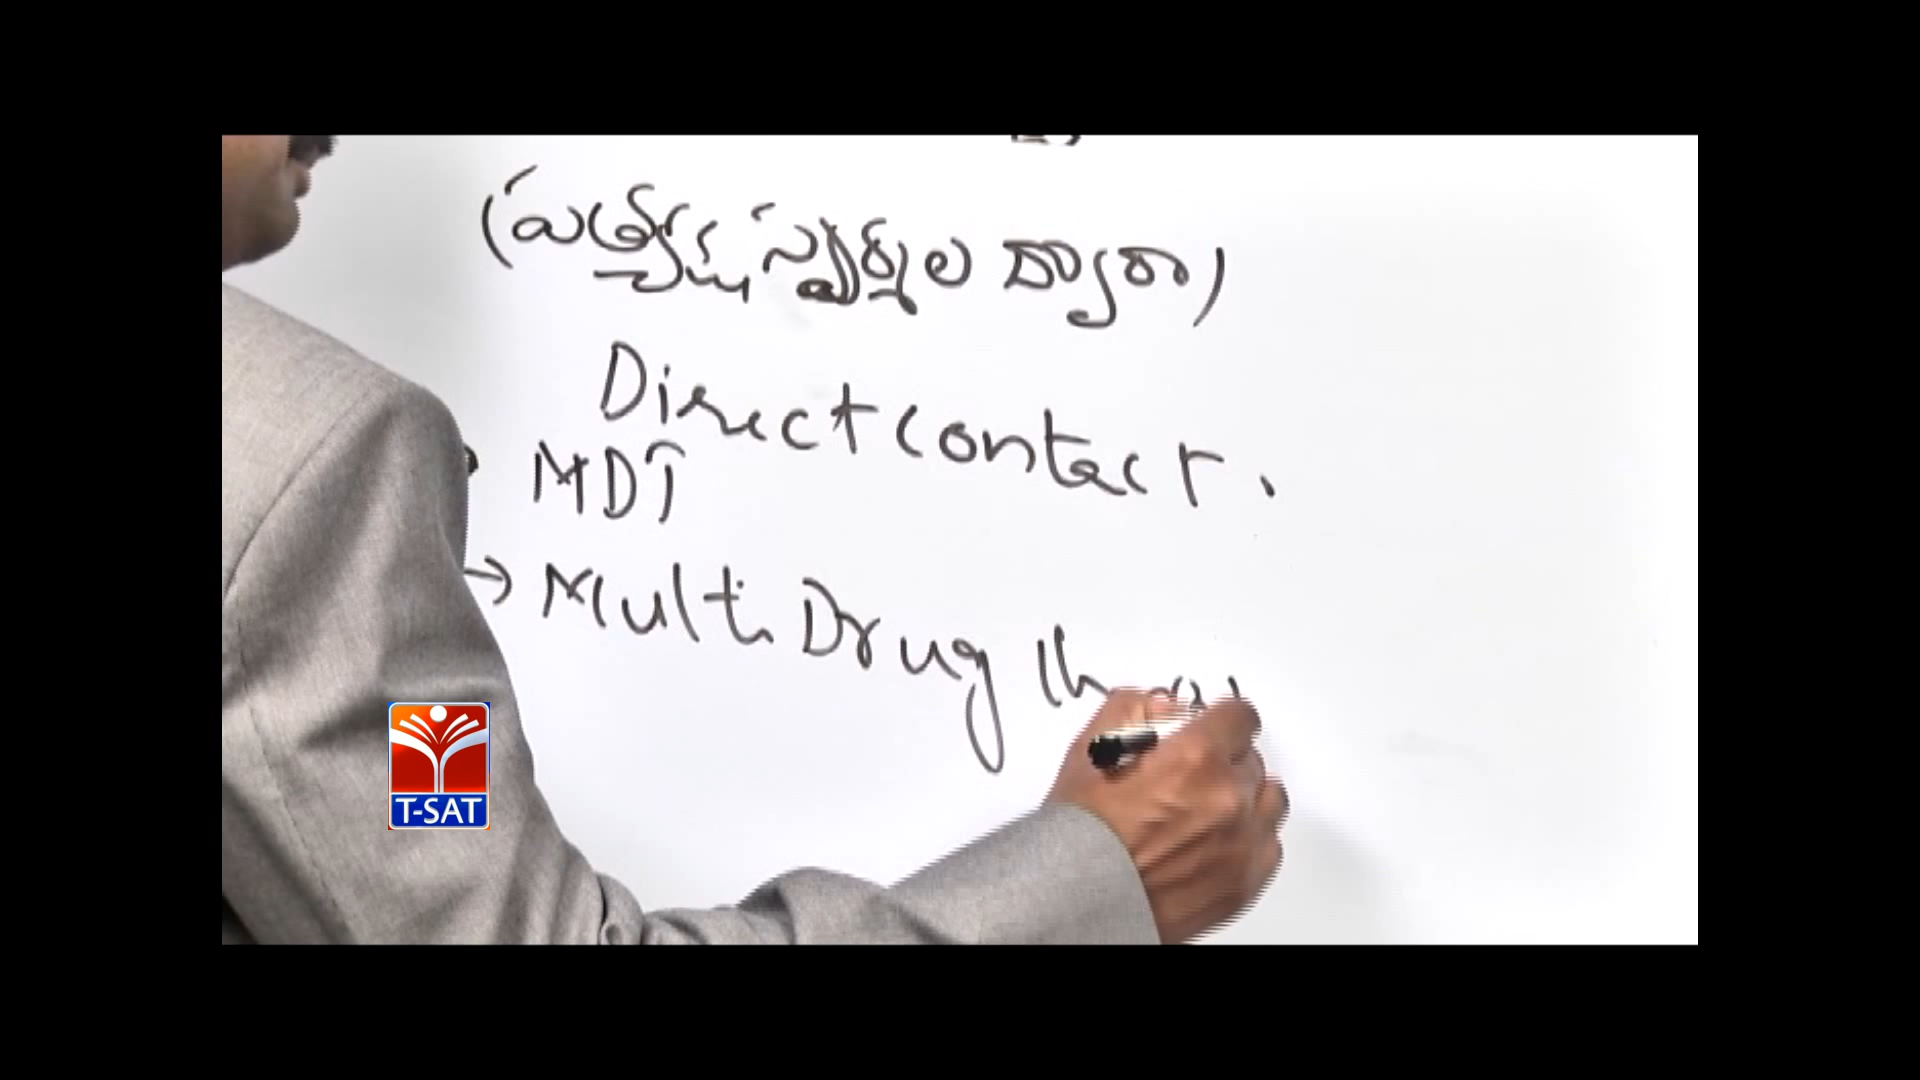 (ప్రత్యక్ష స్పర్శల ద్వారా)
Direct contact.
MDT
→ Multi Drug
T-SAT